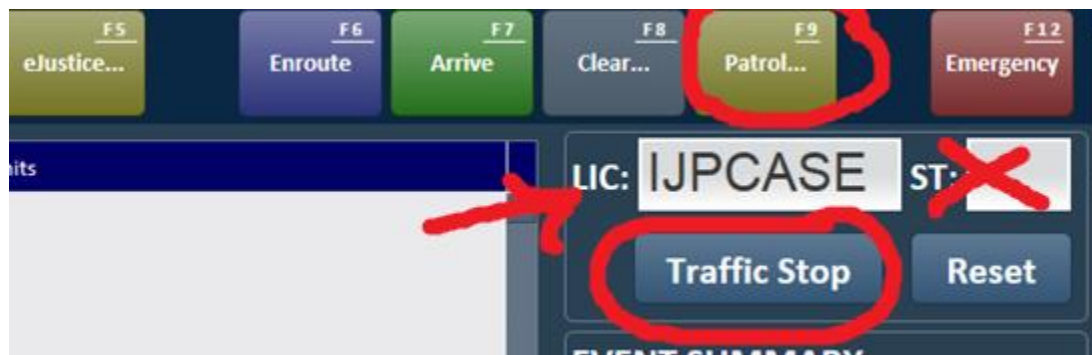 F5 F6 F7 F8 F9 F12
eJustice... Enroute Arrive Clear... Patrol... Emergency
LIC: IJPCASE ST:
Traffic Stop Reset
EVENT SUMMARY